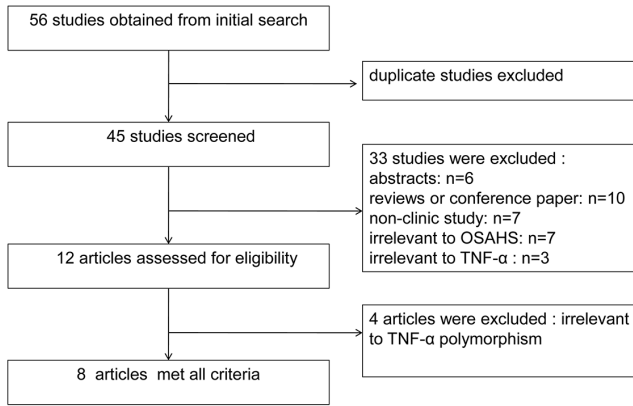 56 studies obtained from initial search
duplicate studies excluded
45 studies screened
33 studies were excluded :
abstracts: n=6
reviews or conference paper: n=10
non-clinic study: n=7
irrelevant to OSAHS: n=7
irrelevant to TNF-α : n=3
12 articles assessed for eligibility
4 articles were excluded : irrelevant
to TNF-α polymorphism
8 articles met all criteria